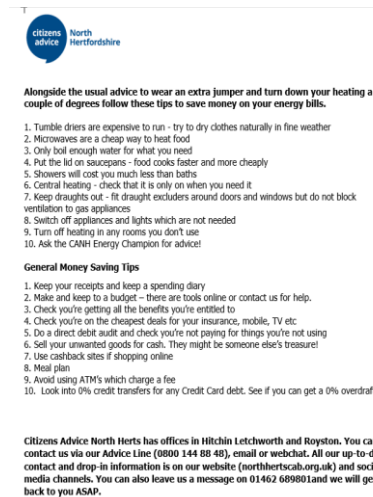 citizens advice
North Hertfordshire
Alongside the usual advice to wear an extra jumper and turn down your heating a
couple of degrees follow these tips to save money on your energy bills.
1. Tumble driers are expensive to run - try to dry clothes naturally in fine weather
2. Microwaves are a cheap way to heat food
3. Only boil enough water for what you need
4. Put the lid on saucepans - food cooks faster and more cheaply
5. Showers will cost you much less than baths
6. Central heating - check that it is only on when you need it
7. Keep draughts out - fit draught excluders around doors and windows but do not block
ventilation to gas appliances
8. Switch off appliances and lights which are not needed
9. Turn off heating in any rooms you don't use
10. Ask the CANH Energy Champion for advice!
General Money Saving Tips
1. Keep your receipts and keep a spending diary
2. Make and keep to a budget – there are tools online or contact us for help.
3. Check you're getting all the benefits you're entitled to
4. Check you're on the cheapest deals for your insurance, mobile, TV etc
5. Do a direct debit audit and check you're not paying for things you're not using
6. Sell your unwanted goods for cash. They might be someone else's treasure!
7. Use cashback sites if shopping online
8. Meal plan
9. Avoid using ATM's which charge a fee
10. Look into 0% credit transfers for any Credit Card debt. See if you can get a 0% overdraf
Citizens Advice North Herts has offices in Hitchin Letchworth and Royston. You ca
contact us via our Advice Line (0800 144 88 48), email or webchat. All our up-to-d
contact and drop-in information is on our website (northhertscab.org.uk) and soci
media channels. You can also leave us a message on 01462 689801and we will ge
back to you ASAP.